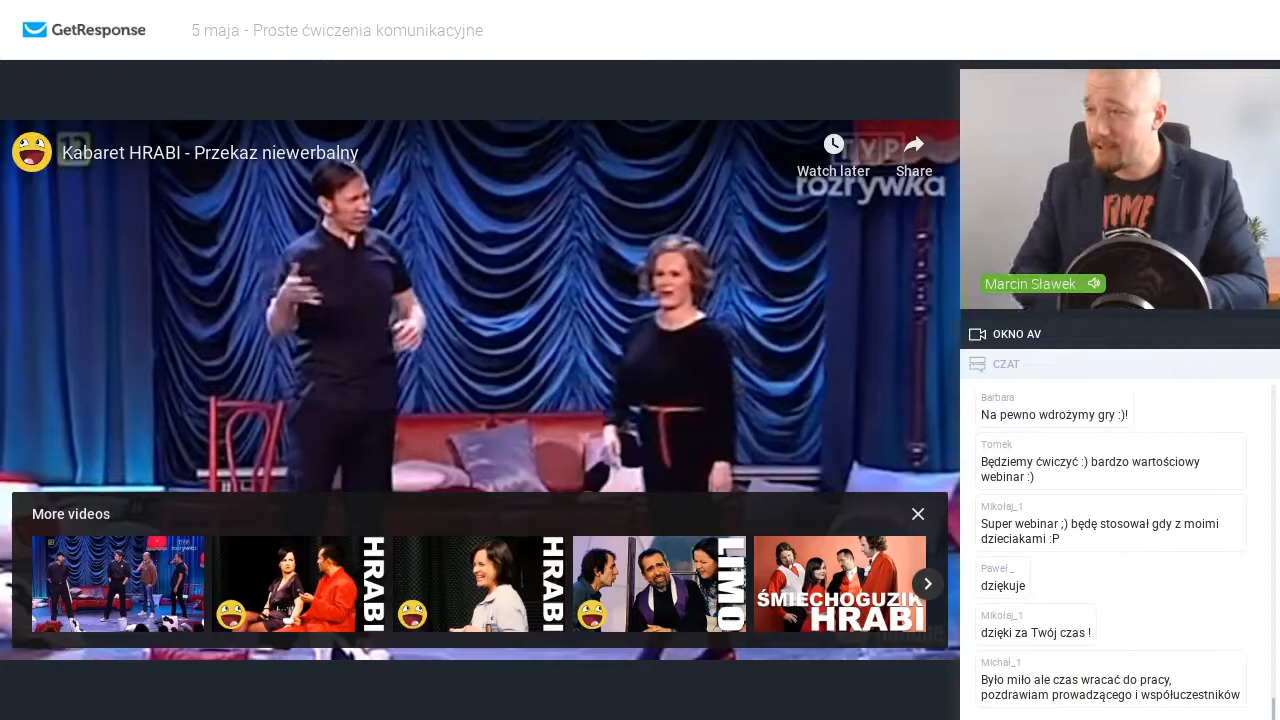 GetResponse
5 maja - Proste ćwiczenia komunikacyjne
Kabaret HRABI - Przekaz niewerbalny
Watch later
Share
TVP
rozrywka
More videos
HRABI
HRABI
LIMO
ŚMIECHOGUZIK
HRABI
Marcin Sławek
OKNO AV
CZAT
Barbara
Na pewno wdrożymy gry :)!
Tomek
Będziemy ćwiczyć :) bardzo wartościowy
webinar :)
Mikołaj_1
Super webinar ;) będę stosował gdy z moimi
dzieciakami :P
Paweł _
dziękuje
Mikołaj_1
dzięki za Twój czas !
Michał_1
Było miło ale czas wracać do pracy,
pozdrawiam prowadzącego i współuczestników